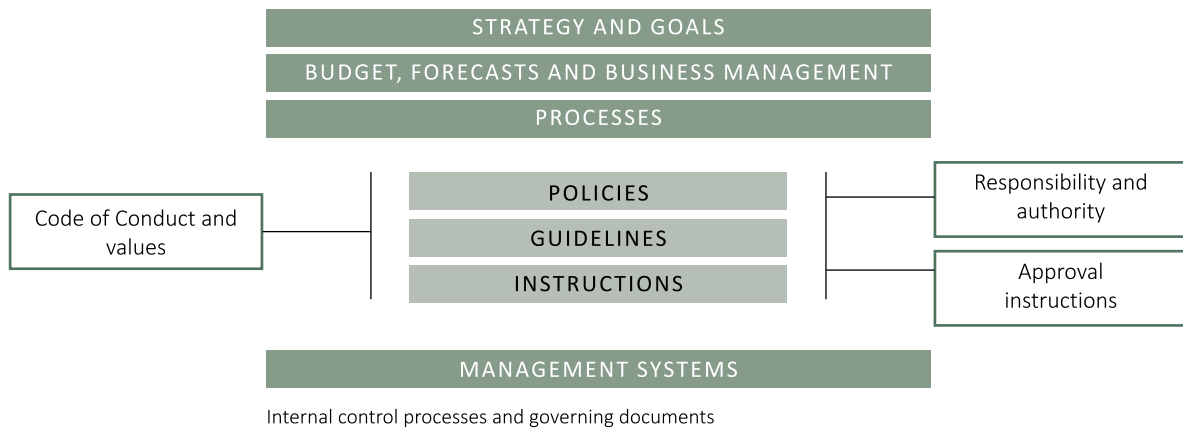 STRATEGY AND GOALS
BUDGET, FORECASTS AND BUSINESS MANAGEMENT
PROCESSES
Code of Conduct and
values
POLICIES
GUIDELINES
INSTRUCTIONS
Responsibility and
authority
Approval
instructions
MANAGEMENT SYSTEMS
Internal control processes and governing documents